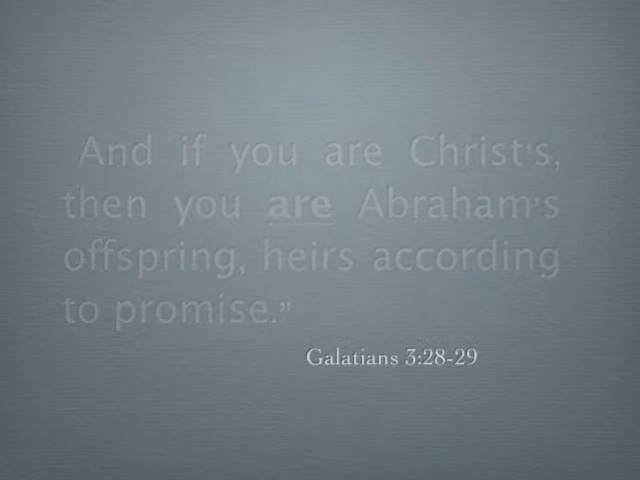 And if you are Christ's,
then you are Abraham's
offspring, heirs according
to promise.."
Galatians 3:28-29